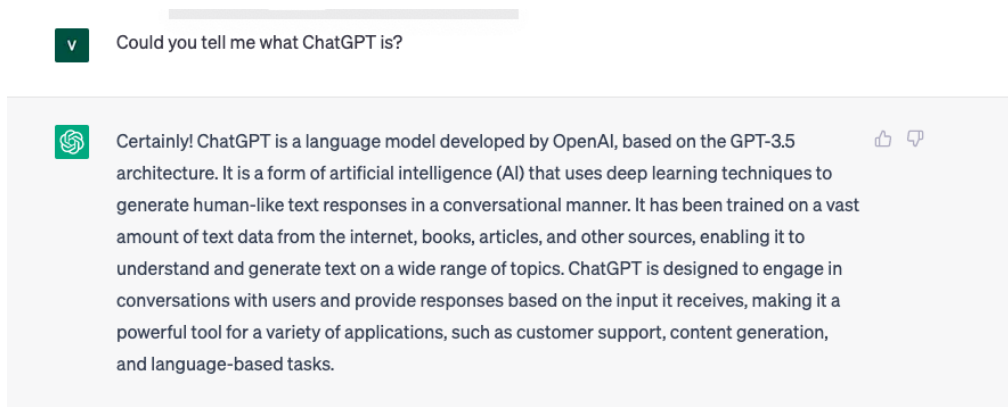 V
Could you tell me what ChatGPT is?
Certainly! ChatGPT is a language model developed by OpenAI, based on the GPT-3.5
architecture. It is a form of artificial intelligence (AI) that uses deep learning techniques to
generate human-like text responses in a conversational manner. It has been trained on a vast
amount of text data from the internet, books, articles, and other sources, enabling it to
understand and generate text on a wide range of topics. ChatGPT is designed to engage in
conversations with users and provide responses based on the input it receives, making it a
powerful tool for a variety of applications, such as customer support, content generation,
and language-based tasks.